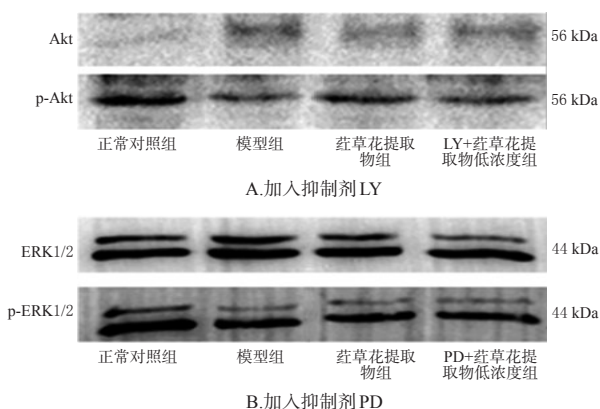 Akt
56 kDa
p-Akt
56 kDa
正常对照组 模型组 荭草花提取物组 LY+荭草花提取物低浓度组
A.加入抑制剂LY
ERK1/2
44 kDa
p-ERK1/2
44 kDa
正常对照组 模型组 荭草花提取物组 PD+荭草花提取物低浓度组
B.加入抑制剂PD